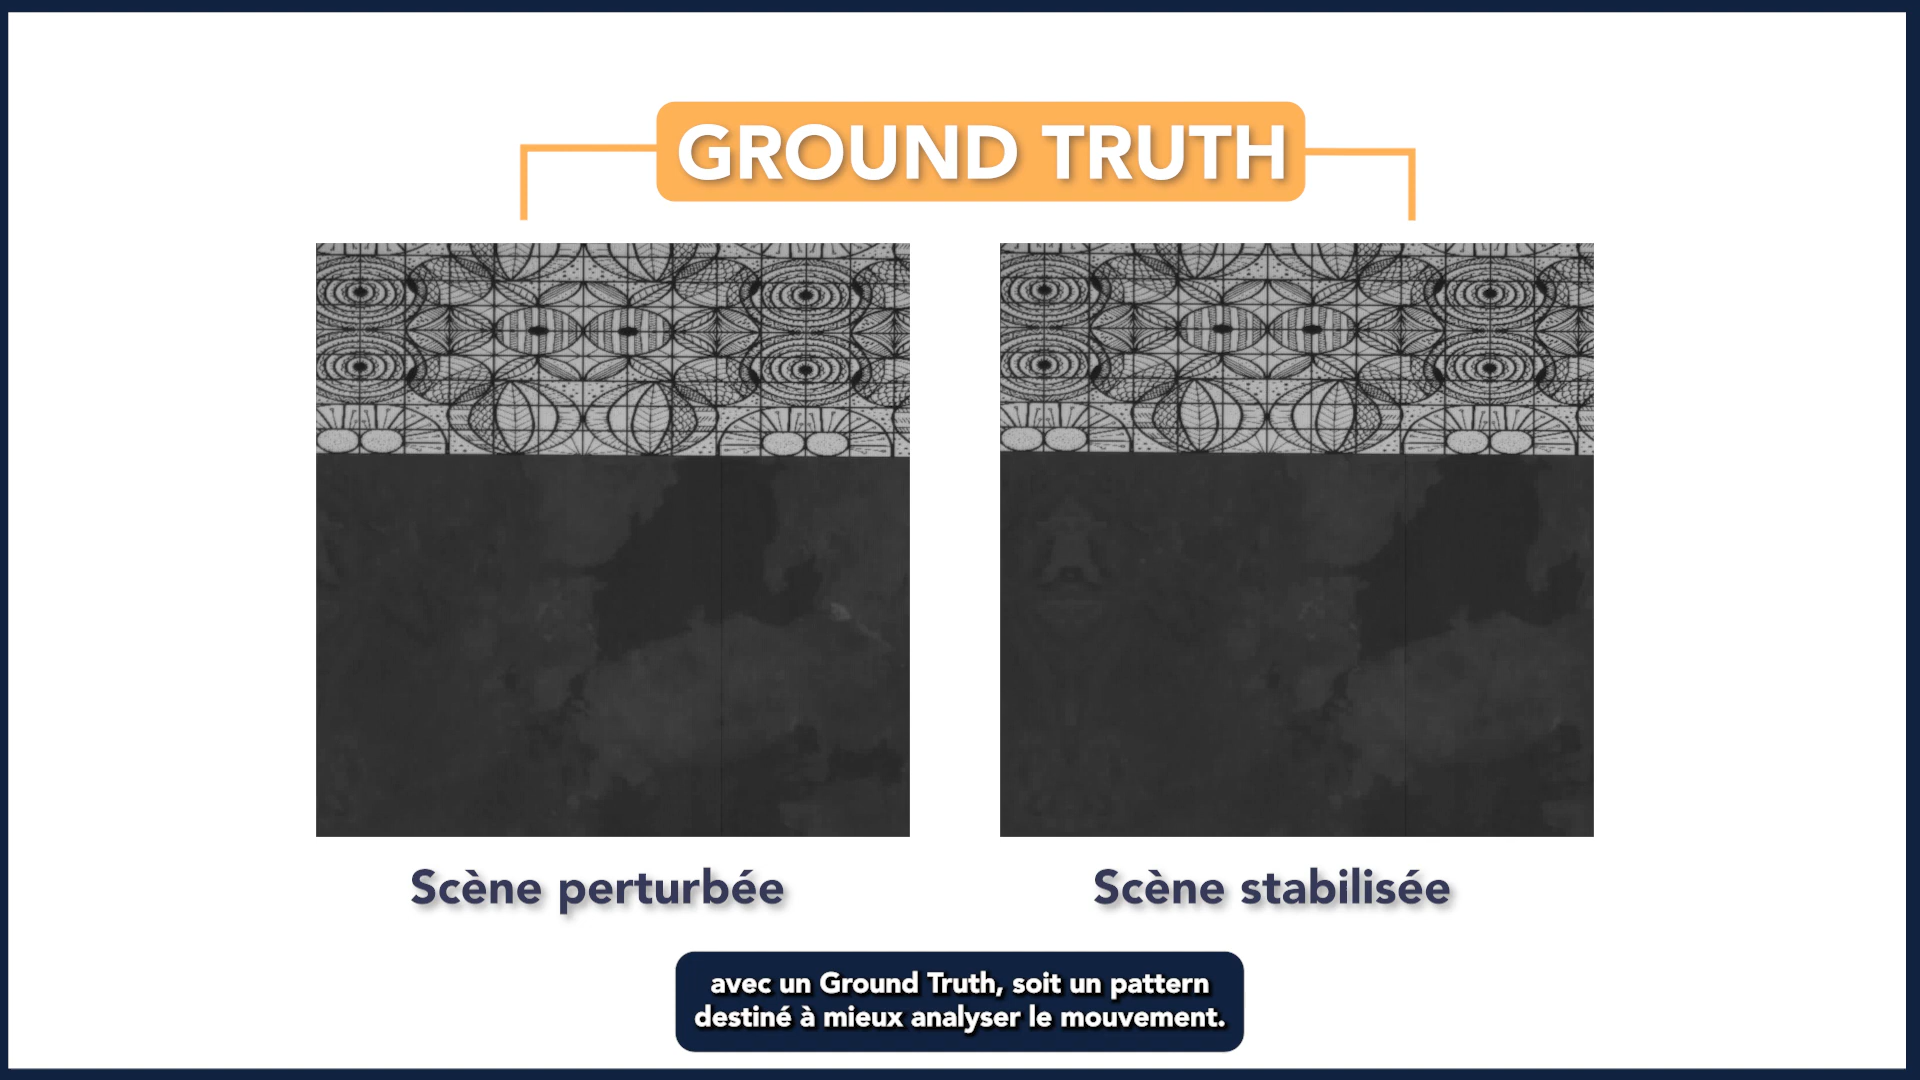 GROUND TRUTH
Scène perturbée
Scène stabilisée
avec un Ground Truth, soit un pattern
destiné à mieux analyser le mouvement.